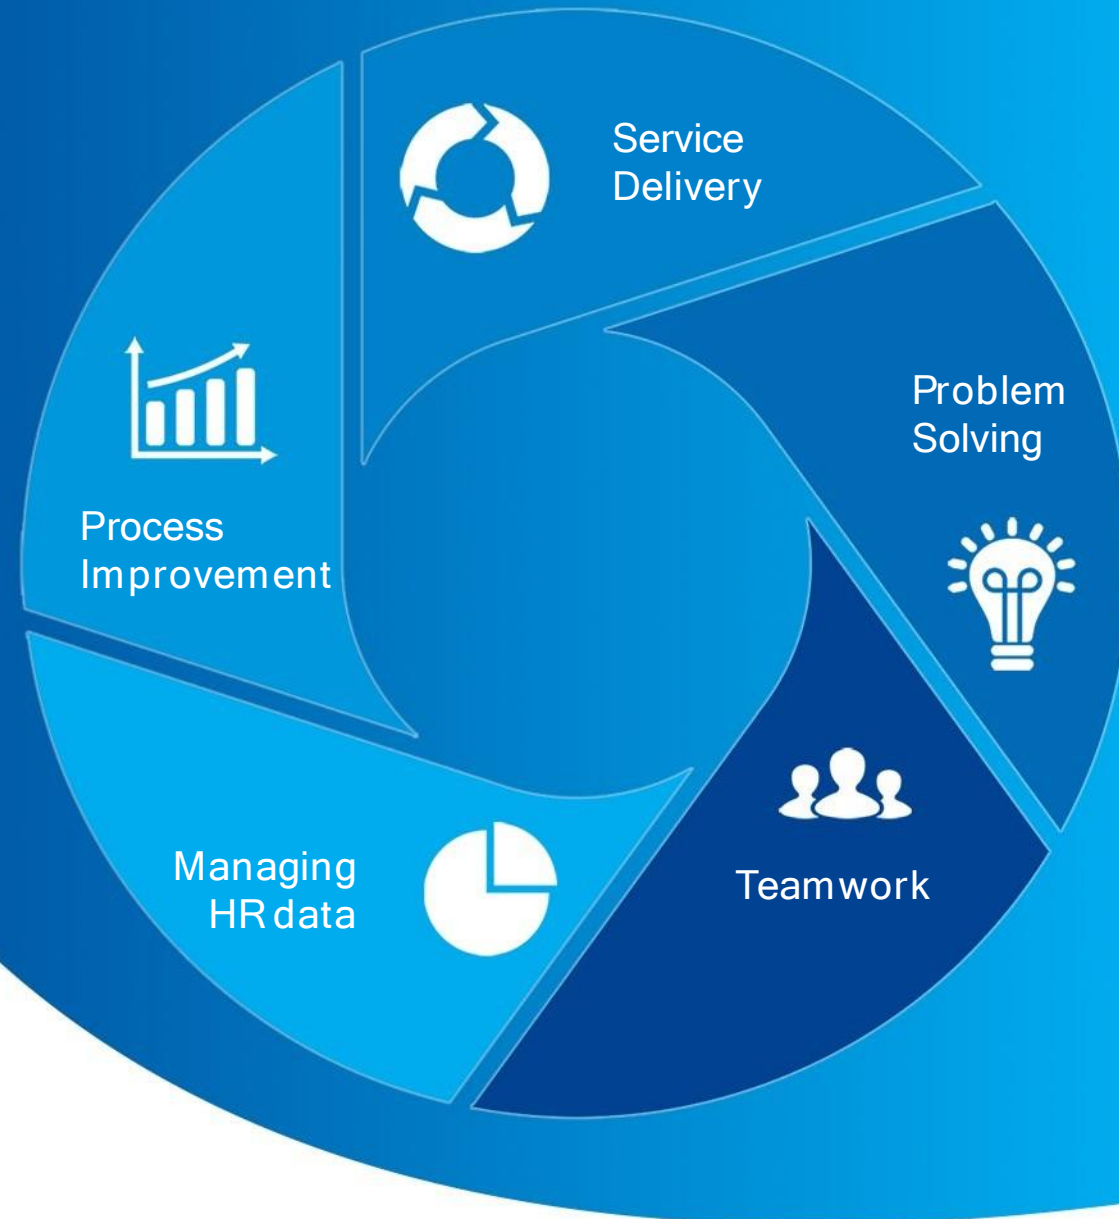 Service
Delivery
Problem
Solving
Process
Improvement
Managing
HR data
Teamwork